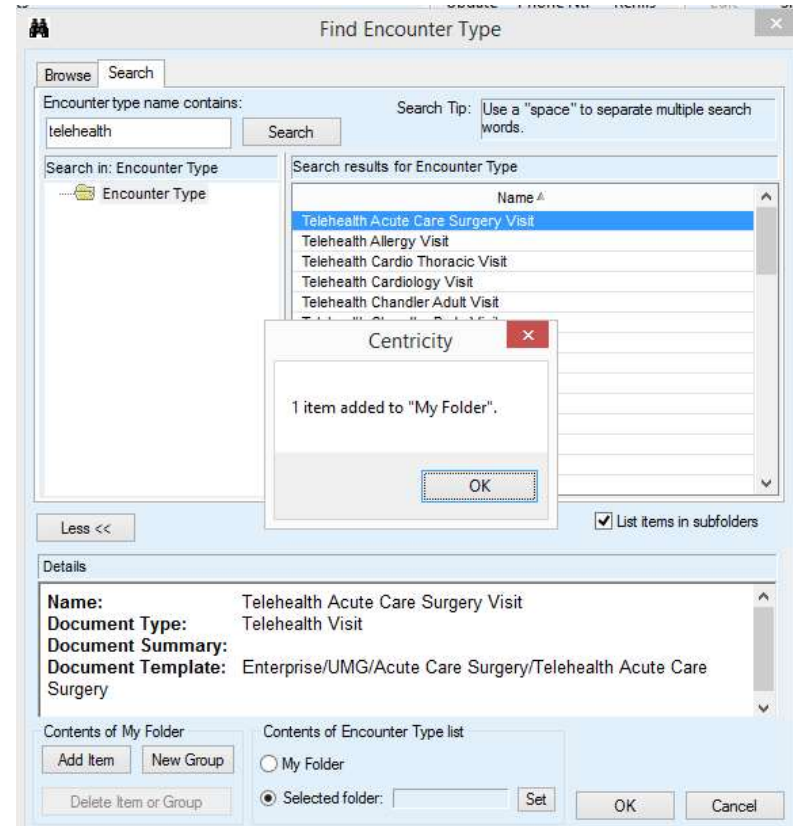 Find Encounter Type
Browse Search
Encounter type name contains:
Search Tip: Use a "space" to separate multiple search
words.
telehealth
Search
Search in: Encounter Type
Encounter Type
Search results for Encounter Type
Name
Telehealth Acute Care Surgery Visit
Telehealth Allergy Visit
Telehealth Cardio Thoracic Visit
Telehealth Cardiology Visit
Telehealth Chandler Adult Visit
Centricity
1 item added to "My Folder".
OK
Less <<
List items in subfolders
Details
Name: Telehealth Acute Care Surgery Visit
Document Type: Telehealth Visit
Document Summary:
Document Template: Enterprise/UMG/Acute Care Surgery/Telehealth Acute Care
Surgery
Contents of My Folder
Add Item New Group
Delete Item or Group
Contents of Encounter Type list
My Folder
Selected folder: Set
OK Cancel